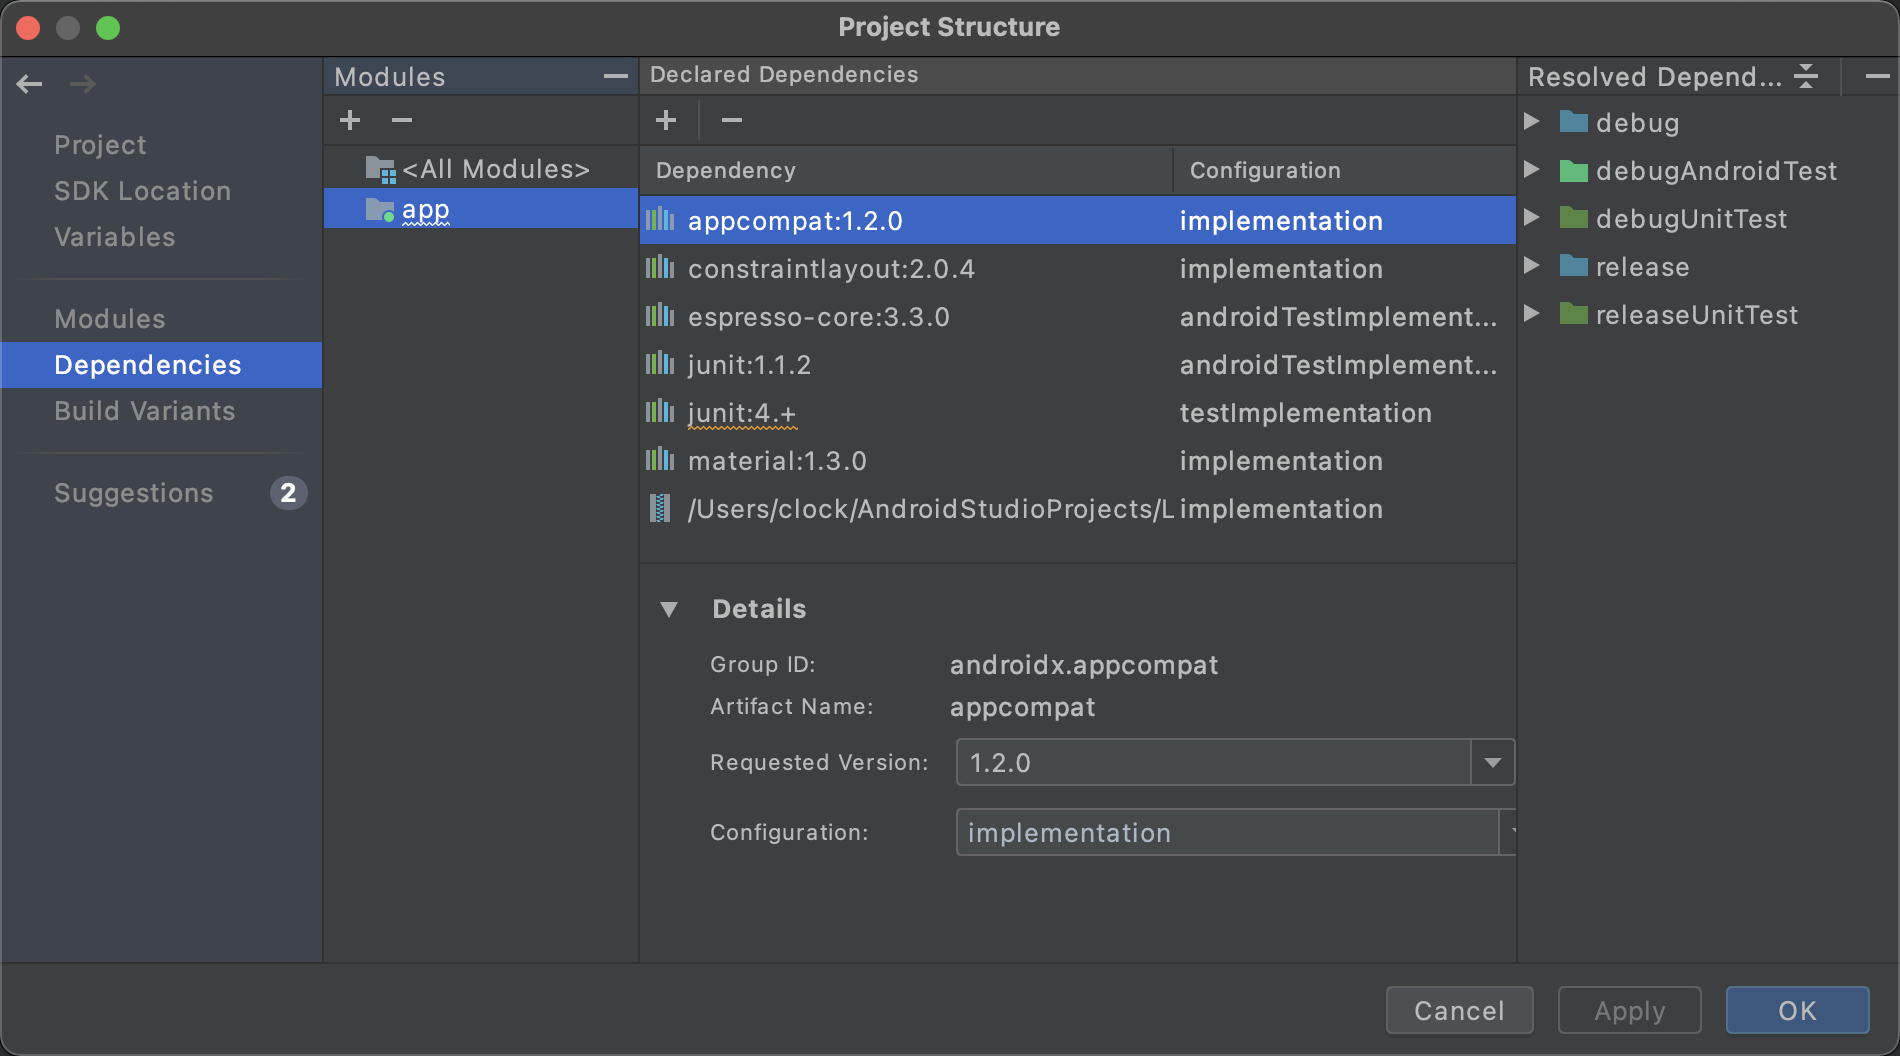 Project Structure
Project
SDK Location
Variables
Modules
Dependencies
Build Variants
Suggestions 2
Modules
<All Modules>
app
Declared Dependencies
Dependency Configuration
appcompat:1.2.0 implementation
constraintlayout:2.0.4 implementation
espresso-core:3.3.0 androidTestImplement...
junit:1.1.2 androidTestImplement...
junit:4.+ testImplementation
material:1.3.0 implementation
/Users/clock/AndroidStudioProjects/L implementation
Details
Group ID: androidx.appcompat
Artifact Name: appcompat
Requested Version: 1.2.0
Configuration: implementation
Resolved Depend...
debug
debugAndroidTest
debugUnitTest
release
releaseUnitTest
Cancel Apply OK